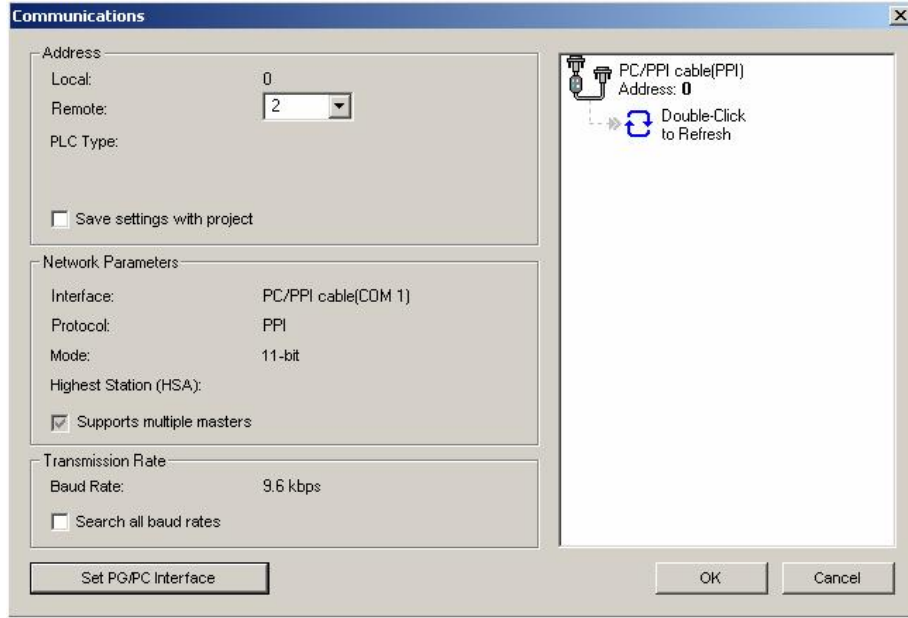 Communications
Address
Local: 0
Remote: 2
PLC Type:
Save settings with project
Network Parameters
Interface: PC/PPI cable(COM 1)
Protocol: PPI
Mode: 11-bit
Highest Station (HSA):
Supports multiple masters
Transmission Rate
Baud Rate: 9.6 kbps
Search all baud rates
Set PG/PC Interface
PC/PPI cable(PPI)
Address: 0
Double-Click
to Refresh
OK
Cancel